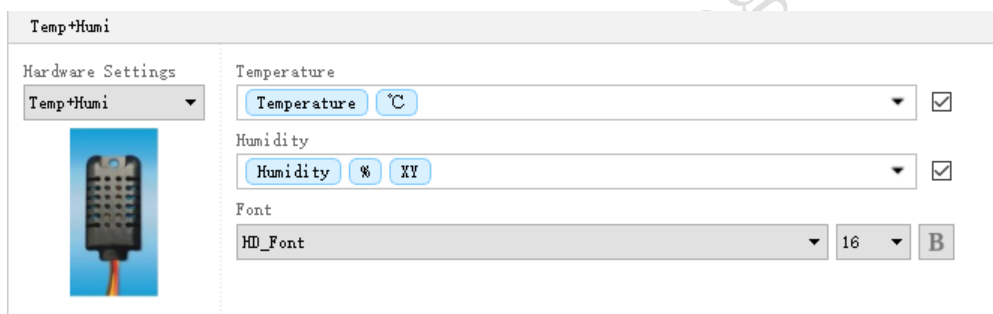 Temp+Humi
Hardware Settings
Temp+Humi
Temperature
Temperature ℃
Humidity
Humidity % XY
Font
HD_Font 16 B